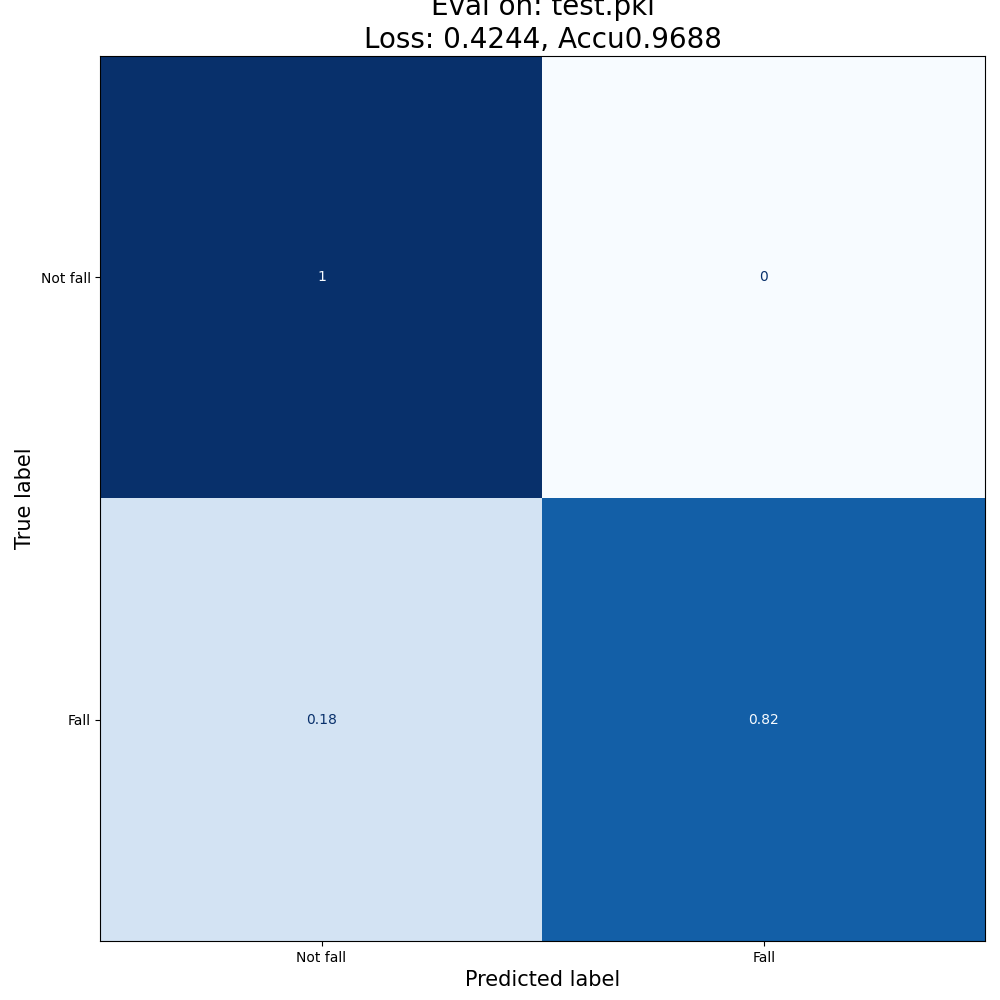 Eval on: test.pkl
Loss: 0.4244, Accu0.9688
True label
Not fall
1
0
Fall
0.18
0.82
Not fall
Fall
Predicted label